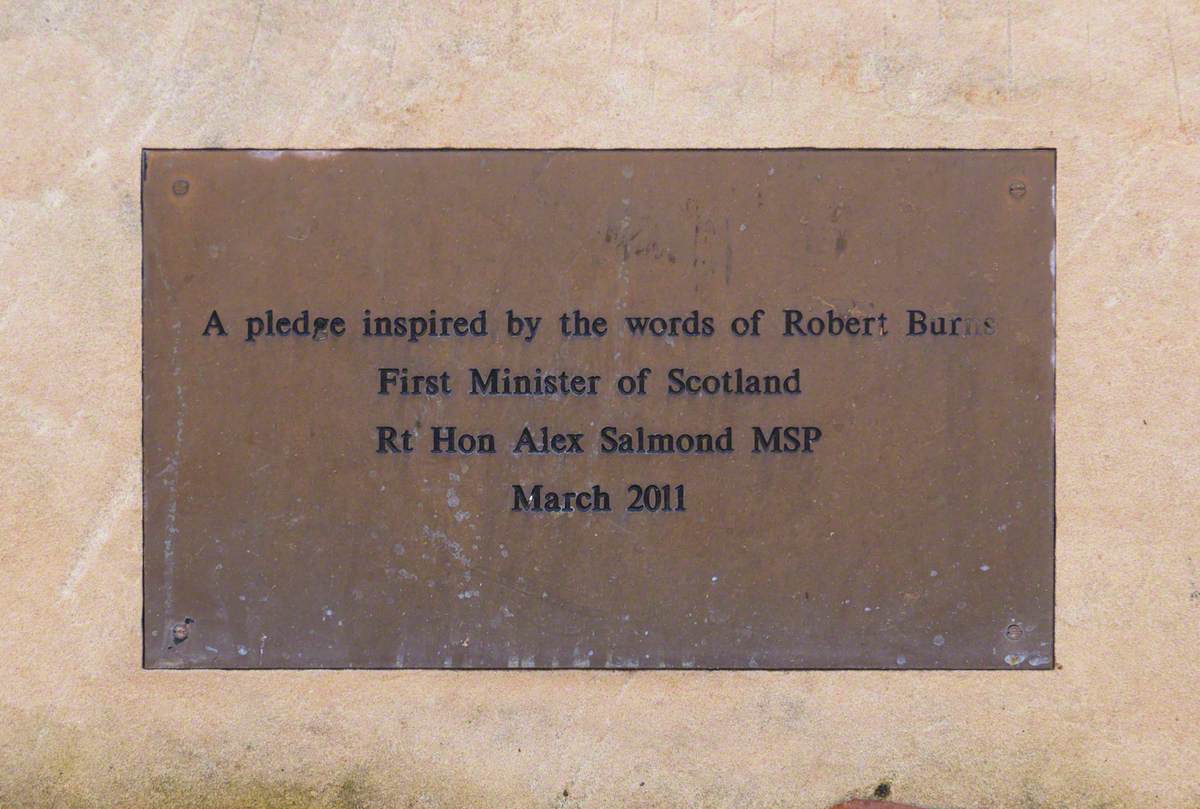 A pledge inspired by the words of Robert Burns
First Minister of Scotland
Rt Hon Alex Salmond MSP
March 2011